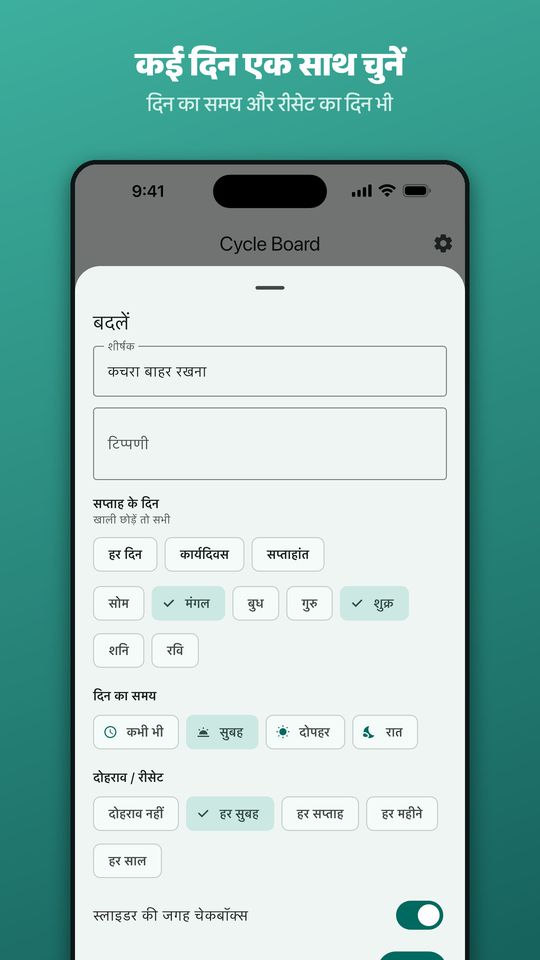 कई दिन एक साथ चुनें
दिन का समय और रीसेट का दिन भी
9:41
Cycle Board
बदलें
शीर्षक
कचरा बाहर रखना
टिप्पणी
सप्ताह के दिन
खाली छोड़ें तो सभी
हर दिन कार्यदिवस सप्ताहांत
सोम मंगल बुध गुरु शुक्र
शनि रवि
दिन का समय
कभी भी सुबह दोपहर रात
दोहराव / रीसेट
दोहराव नहीं हर सुबह हर सप्ताह हर महीने
हर साल
स्लाइडर की जगह चेकबॉक्स